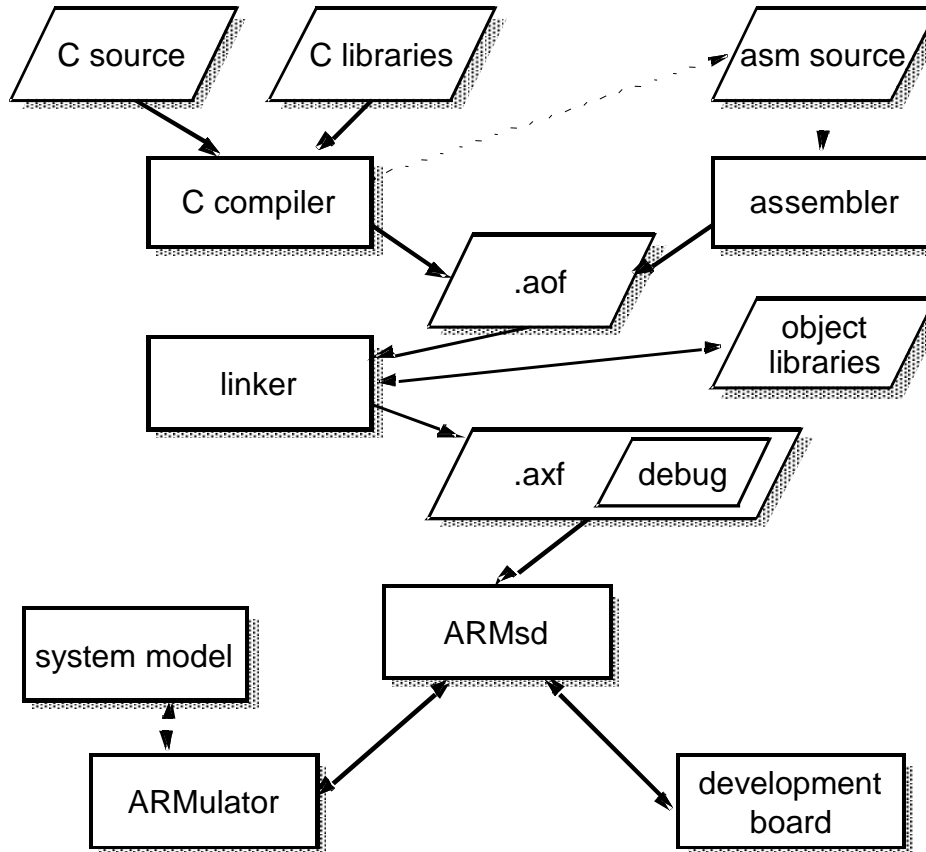 C source
C libraries
asm source
C compiler
assembler
.aof
object
libraries
linker
.axf
debug
ARMsd
system model
ARMulator
development
board